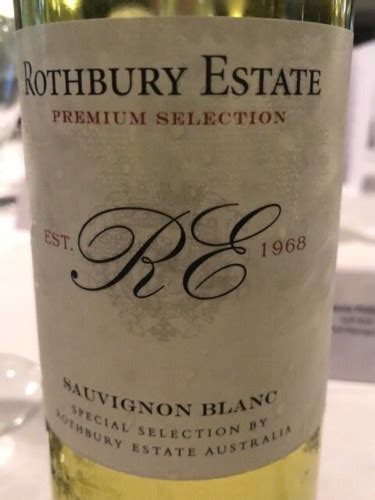 ROTHBURY ESTATE
PREMIUM SELECTION
EST. RE 1968
SAUVIGNON BLANC
SPECIAL SELECTION BY
ROTHBURY ESTATE AUSTRALIA